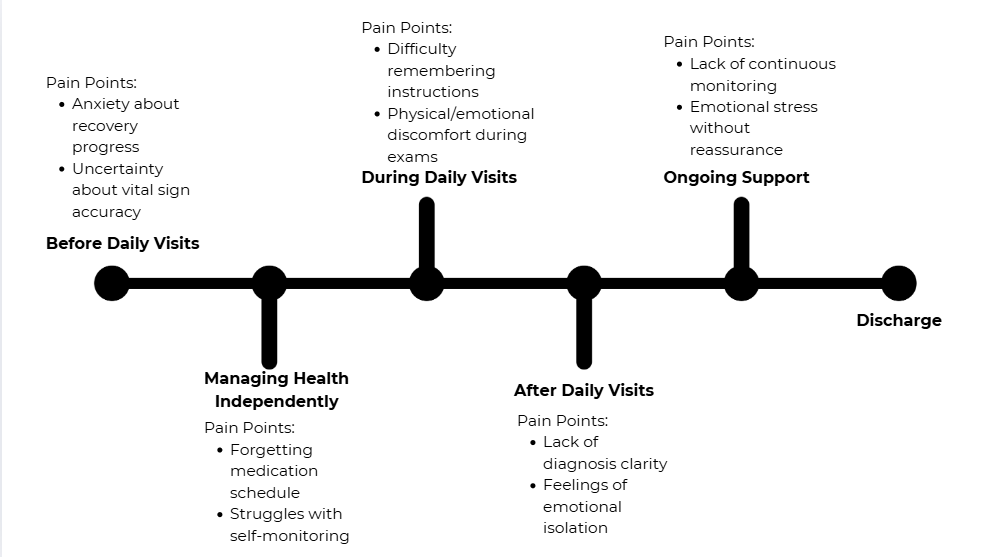 Pain Points:
Anxiety about
recovery
progress
Uncertainty
about vital sign
accuracy
Before Daily Visits
Managing Health
Independently
Pain Points:
Forgetting
medication
schedule
Struggles with
self-monitoring
Pain Points:
Difficulty
remembering
instructions
Physical/emotional
discomfort during
exams
During Daily Visits
After Daily Visits
Pain Points:
Lack of
diagnosis clarity
Feelings of
emotional
isolation
Pain Points:
Lack of continuous
monitoring
Emotional stress
without
reassurance
Ongoing Support
Discharge